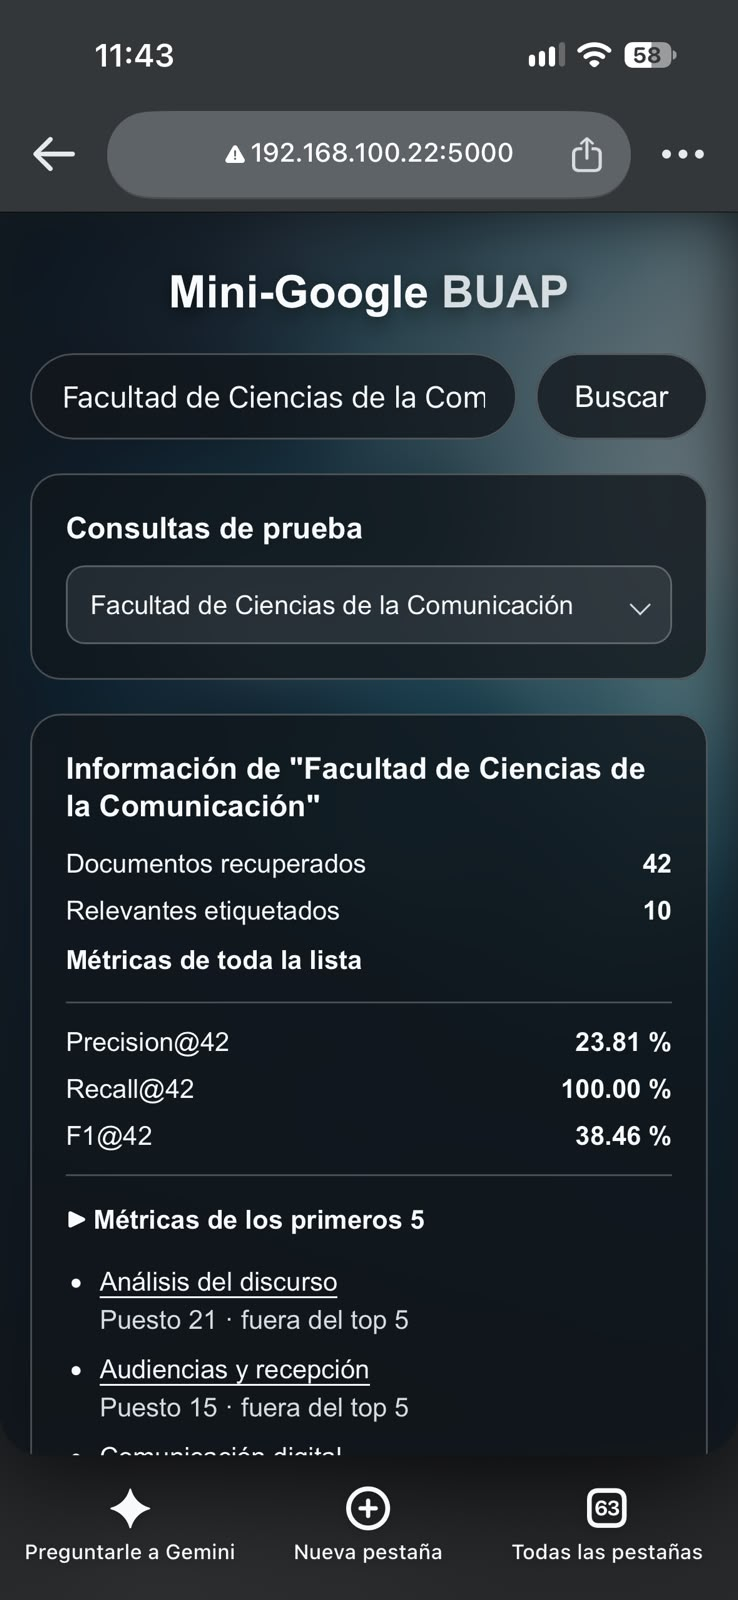 11:43
58
192.168.100.22:5000
Mini-Google BUAP
Facultad de Ciencias de la Com
Buscar
Consultas de prueba
Facultad de Ciencias de la Comunicación
Información de "Facultad de Ciencias de
la Comunicación"
Documentos recuperados 42
Relevantes etiquetados 10
Métricas de toda la lista
Precision@42 23.81 %
Recall@42 100.00 %
F1@42 38.46 %
Métricas de los primeros 5
• Análisis del discurso
Puesto 21 · fuera del top 5
• Audiencias y recepción
Puesto 15 · fuera del top 5
• Comunicación digital
63
Preguntarle a Gemini Nueva pestaña Todas las pestañas